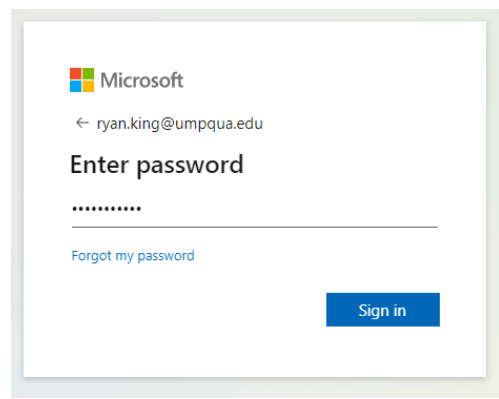 Microsoft
← ryan.king@umpqua.edu
Enter password
•••••••••••
Forgot my password
Sign in